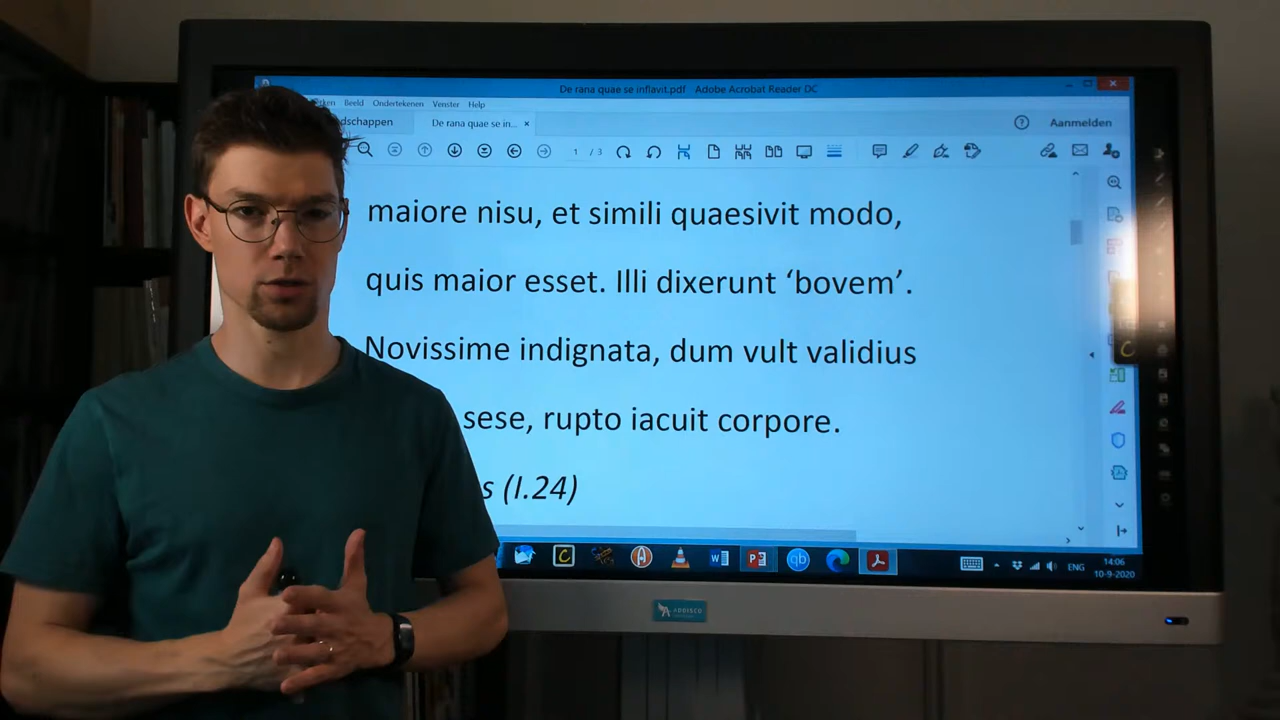 De rana quae se inflavit.pdf Adobe Acrobat Reader DC
Beeld Ondertekenen Venster Help
De rana quae se in... Aanmelden
1 / 3
maiore nisu, et simili quaesivit modo,
quis maior esset. Illi dixerunt ‘bovem’.
Novissime indignata, dum vult validius
sese, rupto iacuit corpore.
(I.24)
ENG
14:06
10-9-2020
ADDISCO